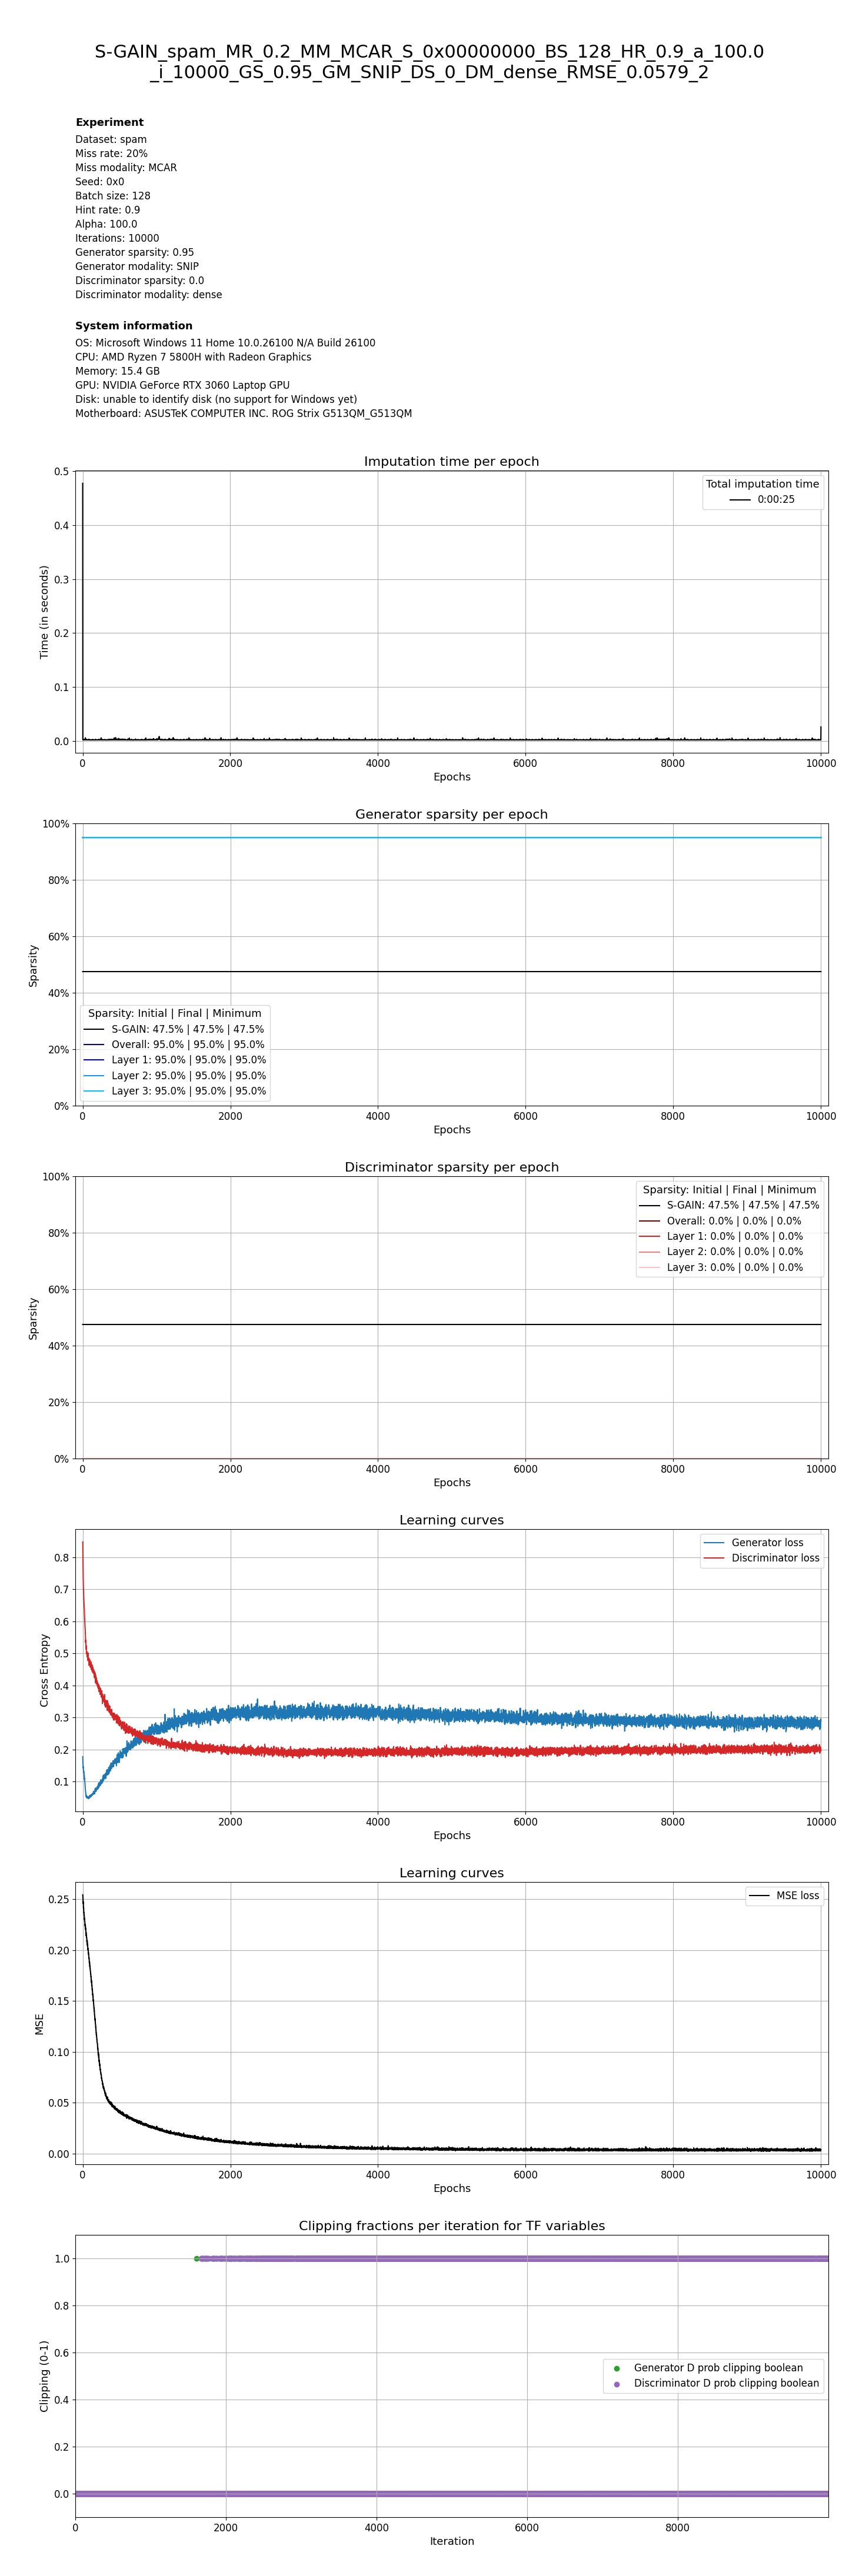 S-GAIN_spam_MR_0.2_MM_MCAR_S_0x00000000_BS_128_HR_0.9_a_100.0
_i_10000_GS_0.95_GM_SNIP_DS_0_DM_dense_RMSE_0.0579_2
Experiment
Dataset: spam
Miss rate: 20%
Miss modality: MCAR
Seed: 0x0
Batch size: 128
Hint rate: 0.9
Alpha: 100.0
Iterations: 10000
Generator sparsity: 0.95
Generator modality: SNIP
Discriminator sparsity: 0.0
Discriminator modality: dense
System information
OS: Microsoft Windows 11 Home 10.0.26100 N/A Build 26100
CPU: AMD Ryzen 7 5800H with Radeon Graphics
Memory: 15.4 GB
GPU: NVIDIA GeForce RTX 3060 Laptop GPU
Disk: unable to identify disk (no support for Windows yet)
Motherboard: ASUSTeK COMPUTER INC. ROG Strix G513QM_G513QM
Imputation time per epoch
Total imputation time
0:00:25
0.5
0.4
0.3
0.2
0.1
0.0
Time (in seconds)
0 2000 4000 6000 8000 10000
Epochs
Generator sparsity per epoch
100%
80%
60%
40%
20%
0%
Sparsity
Sparsity: Initial | Final | Minimum
S-GAIN: 47.5% | 47.5% | 47.5%
Overall: 95.0% | 95.0% | 95.0%
Layer 1: 95.0% | 95.0% | 95.0%
Layer 2: 95.0% | 95.0% | 95.0%
Layer 3: 95.0% | 95.0% | 95.0%
0 2000 4000 6000 8000 10000
Epochs
Discriminator sparsity per epoch
Sparsity: Initial | Final | Minimum
S-GAIN: 47.5% | 47.5% | 47.5%
Overall: 0.0% | 0.0% | 0.0%
Layer 1: 0.0% | 0.0% | 0.0%
Layer 2: 0.0% | 0.0% | 0.0%
Layer 3: 0.0% | 0.0% | 0.0%
100%
80%
60%
40%
20%
0%
Sparsity
0 2000 4000 6000 8000 10000
Epochs
Learning curves
Generator loss
Discriminator loss
0.8
0.7
0.6
0.5
0.4
0.3
0.2
0.1
Cross Entropy
0 2000 4000 6000 8000 10000
Epochs
Learning curves
MSE loss
0.25
0.20
0.15
0.10
0.05
0.00
MSE
0 2000 4000 6000 8000 10000
Epochs
Clipping fractions per iteration for TF variables
1.0
0.8
0.6
0.4
0.2
0.0
Clipping (0-1)
Generator D prob clipping boolean
Discriminator D prob clipping boolean
0 2000 4000 6000 8000
Iteration